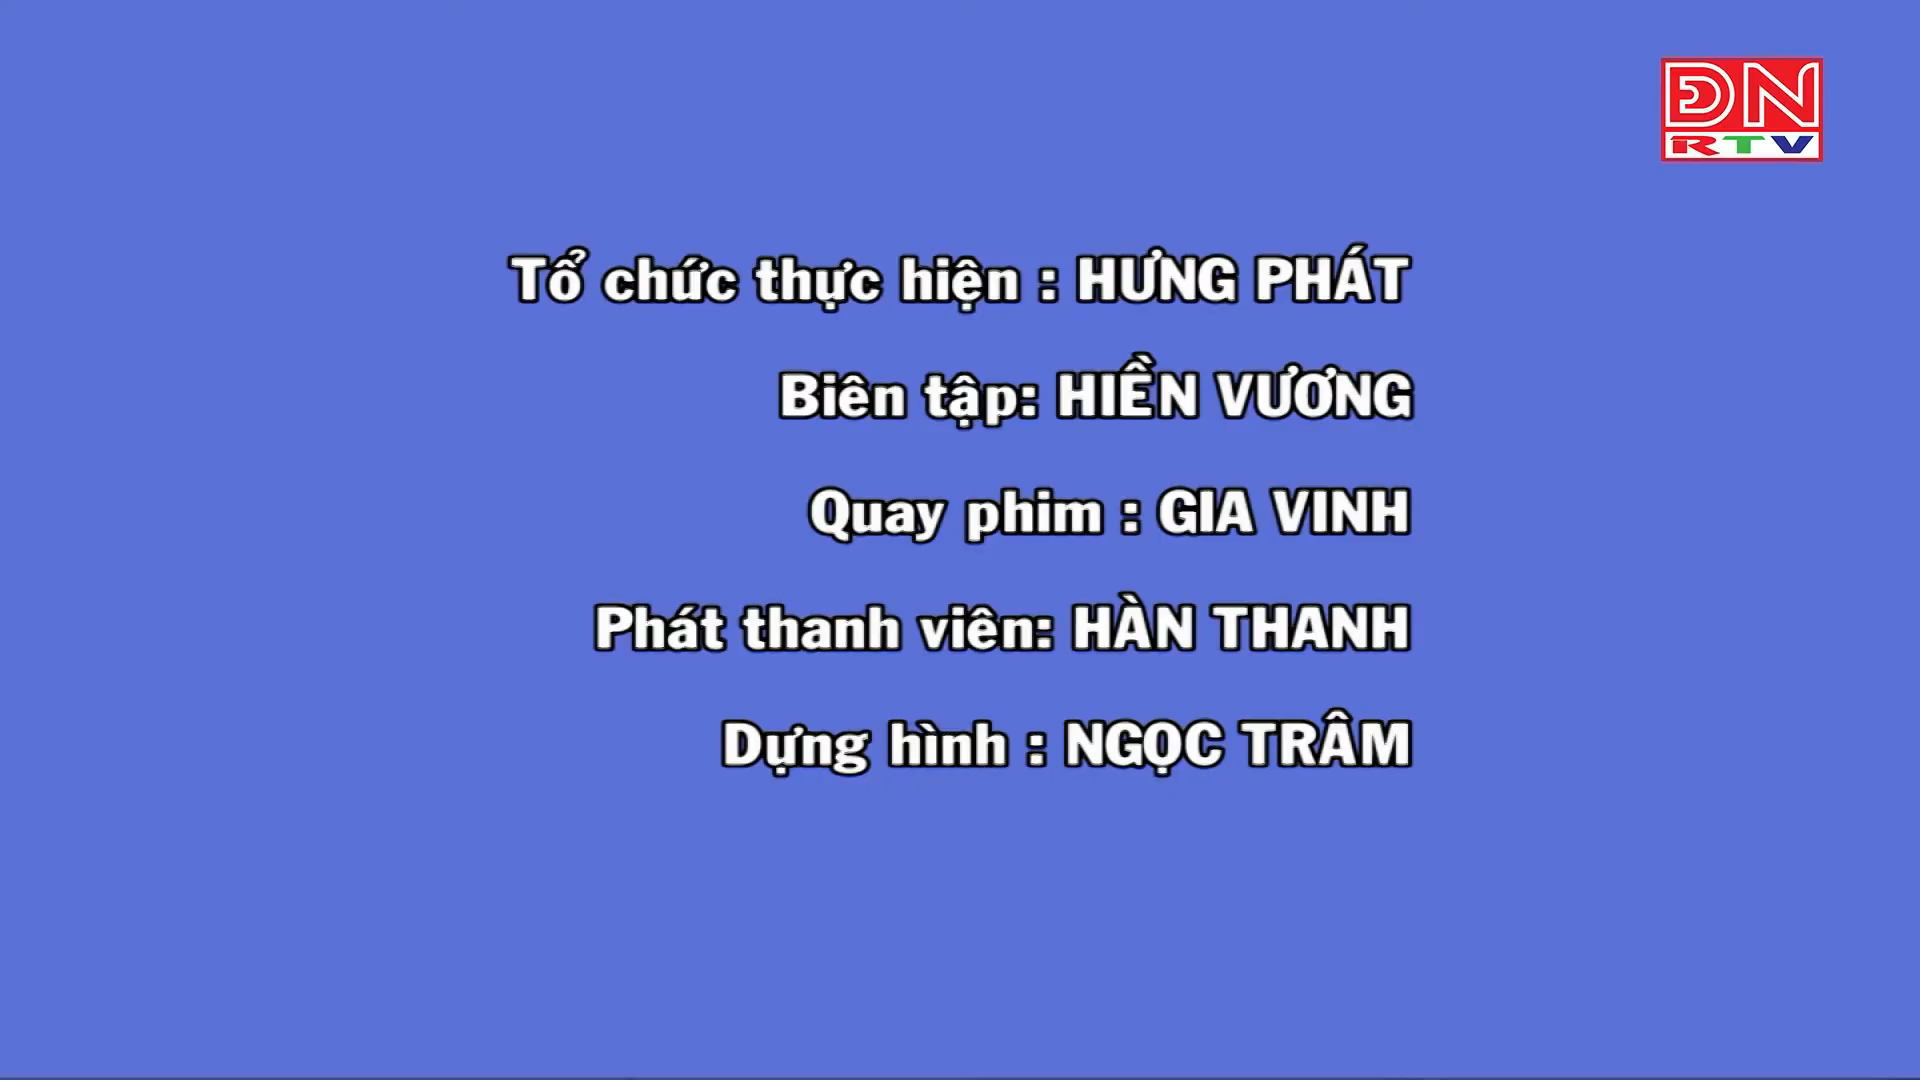 ĐN
RTV
Tổ chức thực hiện : HƯNG PHÁT
Biên tập: HIỀN VƯƠNG
Quay phim : GIA VINH
Phát thanh viên: HÀN THANH
Dựng hình : NGỌC TRÂM